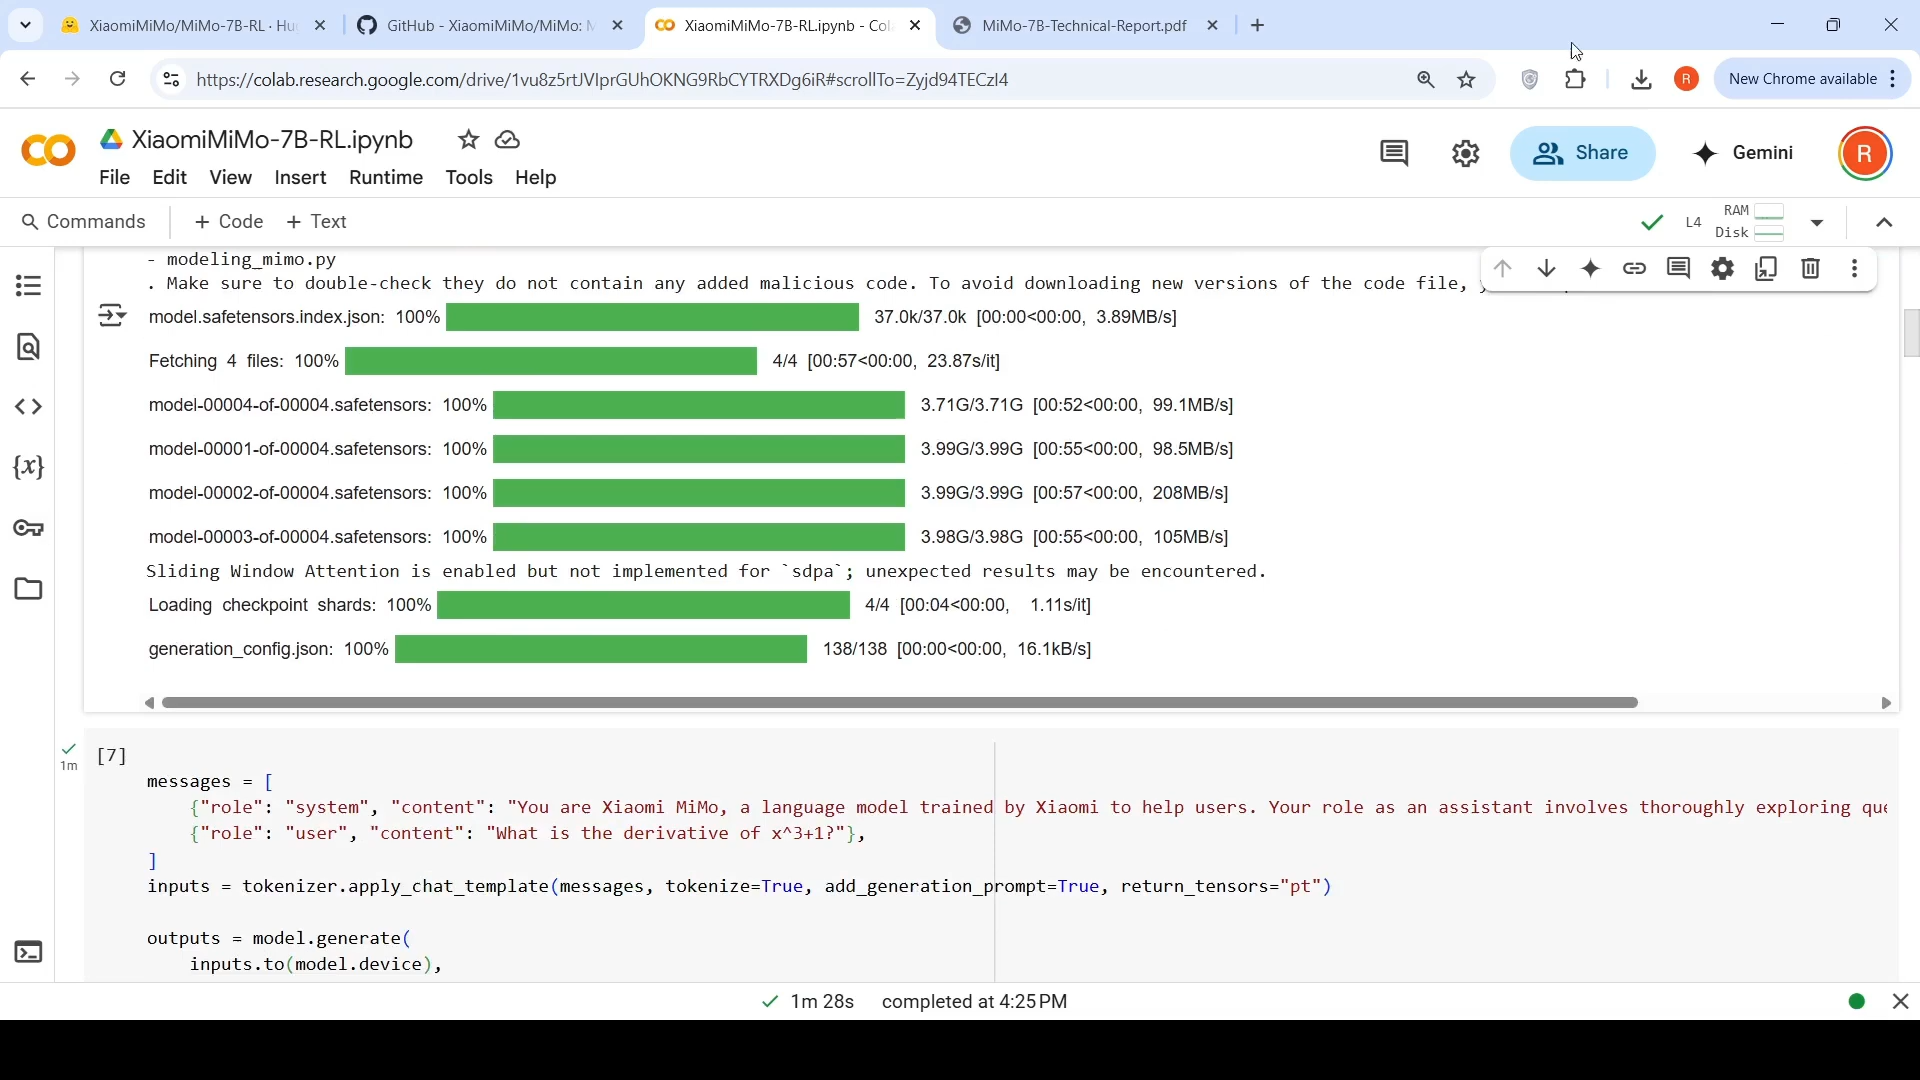 XiaomiMiMo/MiMo-7B-RL · Hu
GitHub - XiaomiMiMo/MiMo: M
XiaomiMiMo-7B-RL.ipynb - Col
MiMo-7B-Technical-Report.pdf
https://colab.research.google.com/drive/1vu8z5rtJVIprGUhOKNG9RbCYTRXDg6iR#scrollTo=Zyjd94TECzI4
R
New Chrome available
XiaomiMiMo-7B-RL.ipynb
Share
Gemini
R
File Edit View Insert Runtime Tools Help
Commands
+ Code + Text
L4
RAM
Disk
- modeling_mimo.py
. Make sure to double-check they do not contain any added malicious code. To avoid downloading new versions of the code file,
model.safetensors.index.json: 100% 37.0k/37.0k [00:00<00:00, 3.89MB/s]
Fetching 4 files: 100% 4/4 [00:57<00:00, 23.87s/it]
model-00004-of-00004.safetensors: 100% 3.71G/3.71G [00:52<00:00, 99.1MB/s]
model-00001-of-00004.safetensors: 100% 3.99G/3.99G [00:55<00:00, 98.5MB/s]
model-00002-of-00004.safetensors: 100% 3.99G/3.99G [00:57<00:00, 208MB/s]
model-00003-of-00004.safetensors: 100% 3.98G/3.98G [00:55<00:00, 105MB/s]
Sliding Window Attention is enabled but not implemented for `sdpa`; unexpected results may be encountered.
Loading checkpoint shards: 100% 4/4 [00:04<00:00, 1.11s/it]
generation_config.json: 100% 138/138 [00:00<00:00, 16.1kB/s]
1m
[7]
messages = [
{"role": "system", "content": "You are Xiaomi MiMo, a language model trained by Xiaomi to help users. Your role as an assistant involves thoroughly exploring que
{"role": "user", "content": "What is the derivative of x^3+1?"},
]
inputs = tokenizer.apply_chat_template(messages, tokenize=True, add_generation_prompt=True, return_tensors="pt")
outputs = model.generate(
inputs.to(model.device),
1m 28s completed at 4:25 PM